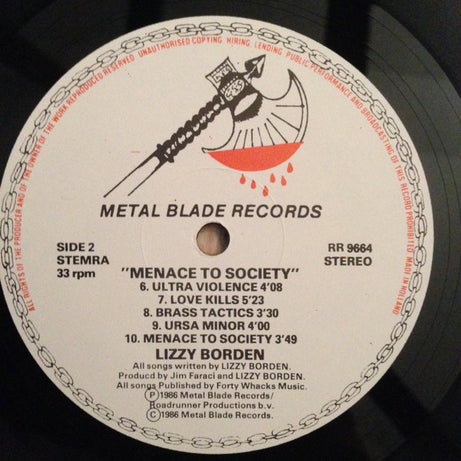 ALL RIGHTS OF THE PRODUCER AND OF THE OWNER OF THE WORK REPRODUCED RESERVED. UNAUTHORISED COPYING, HIRING, LENDING, PUBLIC PERFORMANCE AND BROADCASTING OF THIS RECORD PROHIBITED. MADE IN HOLLAND
METAL BLADE RECORDS
SIDE 2
STEMRA
33 rpm
RR 9664
STEREO
"MENACE TO SOCIETY"
6. ULTRA VIOLENCE 4'08
7. LOVE KILLS 5'23
8. BRASS TACTICS 3'30
9. URSA MINOR 4'00
10. MENACE TO SOCIETY 3'49
LIZZY BORDEN
All songs written by LIZZY BORDEN.
Producd by Jim Faraci and LIZZY BORDEN.
All songs Published by Forty Whacks Music.
Ⓟ1986 Metal Blade Records/
Roadrunner Productions b.v.
©1986 Metal Blade Records.